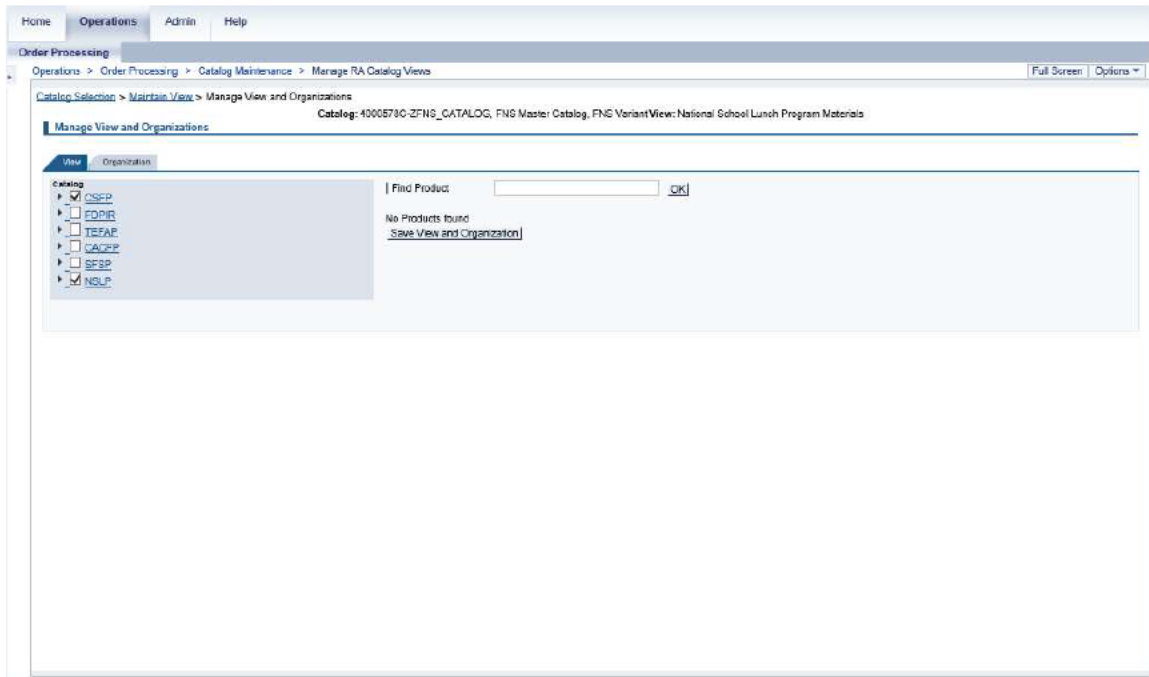 Home Operations Admin Help
Order Processing
Operations > Order Processing > Catalog Maintenance > Manage RA Catalog Views Full Screen Options
Catalog Selection > Maintain View > Manage View and Organizations
Catalog: 4000578C-ZFNS_CATALOG, FNS Master Catalog, FNS VariantView: National School Lunch Program Materials
Manage View and Organizations
View Organization
Catalog
CSFP
FDPIR
TEFAP
CACFP
SFSP
NSLP
Find Product OK
No Products found
Save View and Organization